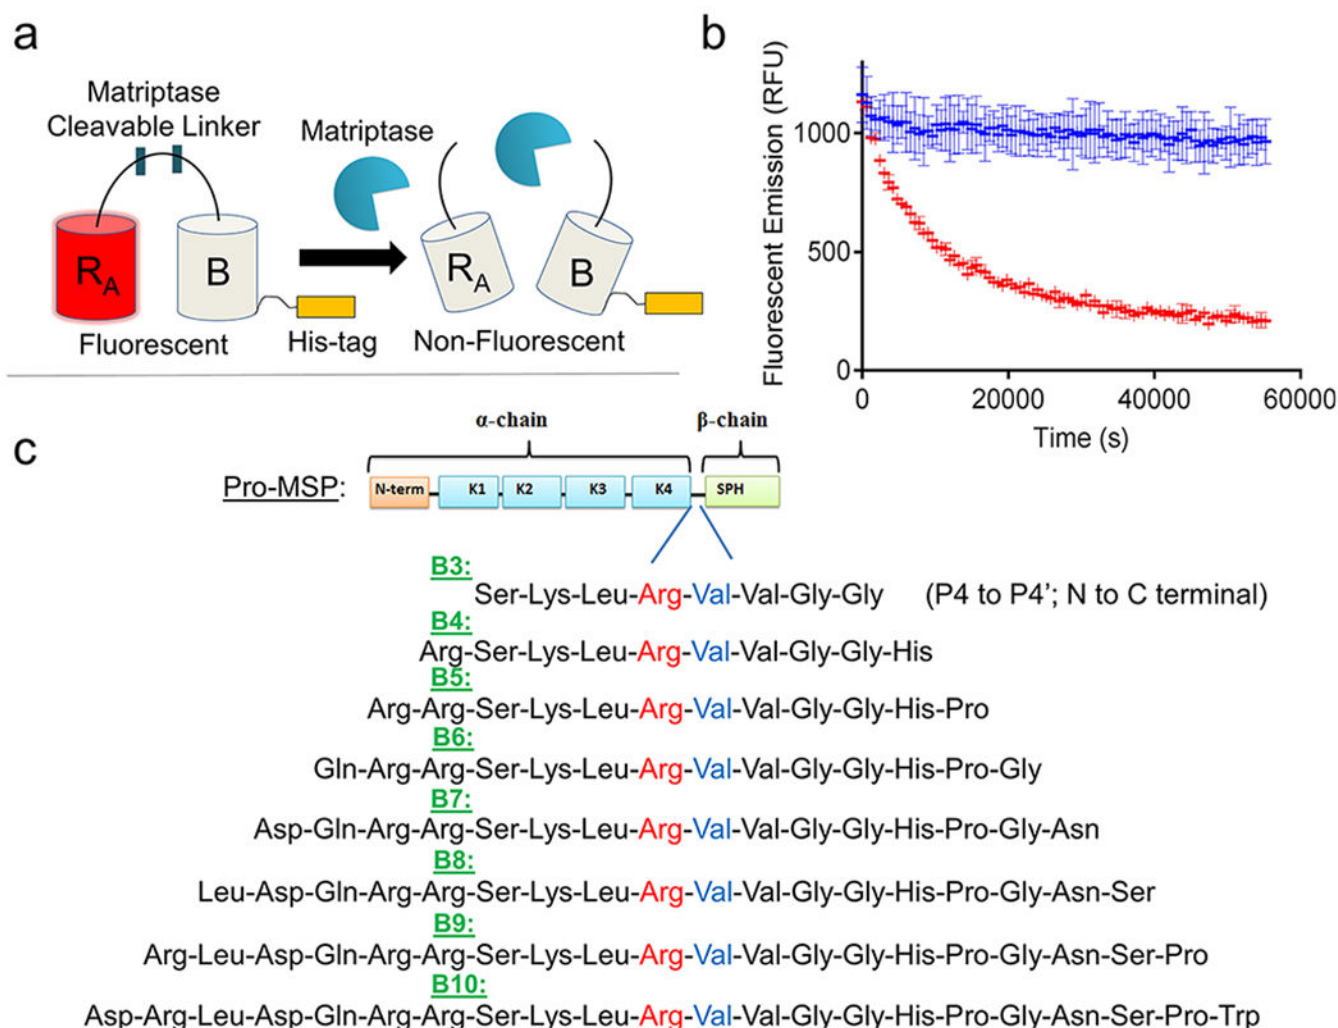 a
Matriptase
Cleavable Linker
Matriptase
R_A
B
R_A
B
Fluorescent
His-tag
Non-Fluorescent
b
Fluorescent Emission (RFU)
1000
500
0
0
20000
40000
60000
Time (s)
c
α-chain
β-chain
Pro-MSP:
N-term
K1
K2
K3
K4
SPH
B3:
Ser-Lys-Leu-Arg-Val-Val-Gly-Gly (P4 to P4’; N to C terminal)
B4:
Arg-Ser-Lys-Leu-Arg-Val-Val-Gly-Gly-His
B5:
Arg-Arg-Ser-Lys-Leu-Arg-Val-Val-Gly-Gly-His-Pro
B6:
Gln-Arg-Arg-Ser-Lys-Leu-Arg-Val-Val-Gly-Gly-His-Pro-Gly
B7:
Asp-Gln-Arg-Arg-Ser-Lys-Leu-Arg-Val-Val-Gly-Gly-His-Pro-Gly-Asn
B8:
Leu-Asp-Gln-Arg-Arg-Ser-Lys-Leu-Arg-Val-Val-Gly-Gly-His-Pro-Gly-Asn-Ser
B9:
Arg-Leu-Asp-Gln-Arg-Arg-Ser-Lys-Leu-Arg-Val-Val-Gly-Gly-His-Pro-Gly-Asn-Ser-Pro
B10:
Asp-Arg-Leu-Asp-Gln-Arg-Arg-Ser-Lys-Leu-Arg-Val-Val-Gly-Gly-His-Pro-Gly-Asn-Ser-Pro-Trp